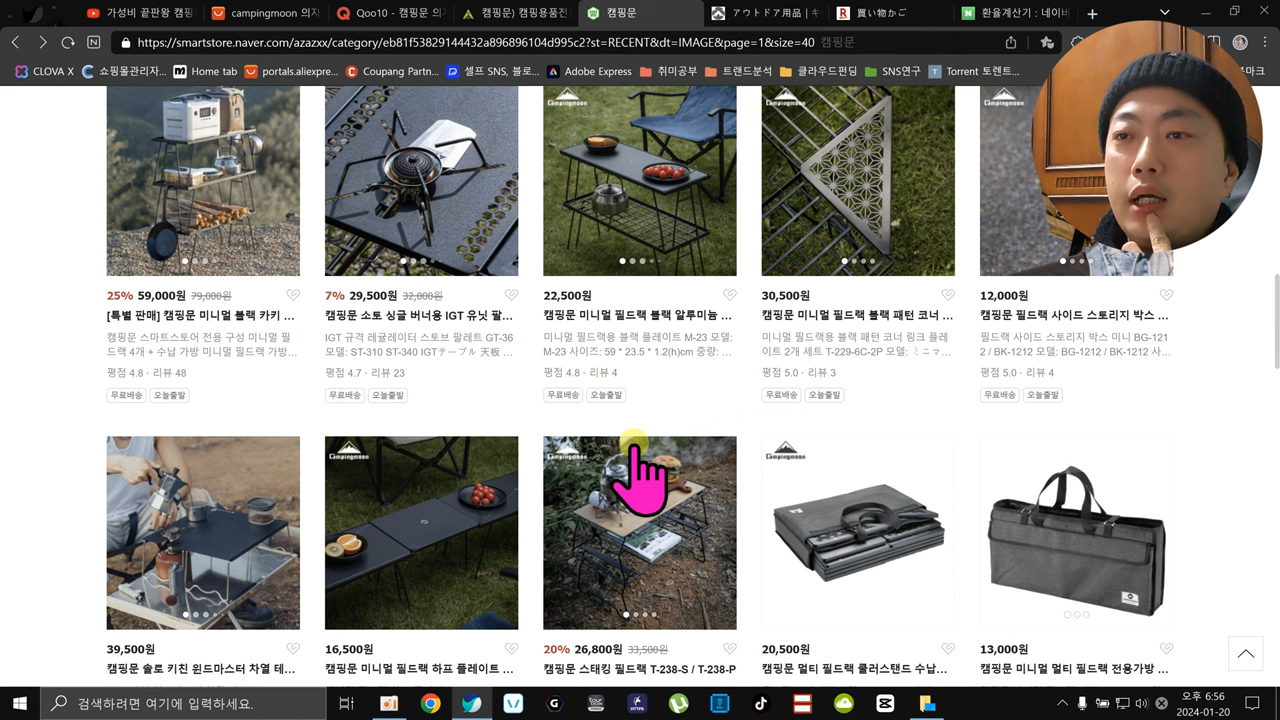 가성비 끝판왕 캠핑
campingmoon 의자
Qoo10 - 캠핑문 의자
캠핑문) 캠핑용품전
캠핑문
アウトドア用品 | キ
買い物かご
환율계산기 : 네이버
https://smartstore.naver.com/azazxx/category/eb81f53829144432a896896104d995c2?st=RECENT&dt=IMAGE&page=1&size=40 캠핑문
CLOVA X
쇼핑몰관리자...
Home tab
portals.aliexpre...
Coupang Partn...
셀프 SNS, 블로...
Adobe Express
취미공부
트렌드분석
클라우드펀딩
SNS연구
Torrent 토렌트...
마크
Campingmoon
Campingmoon
Campingmoon
25% 59,000원 79,000원
[특별 판매] 캠핑문 미니멀 블랙 카키 ...
캠핑문 스마트스토어 전용 구성 미니멀 필
드랙 4개 + 수납 가방 미니멀 필드랙 가방...
평점 4.8 · 리뷰 48
무료배송 오늘출발
7% 29,500원 32,000원
캠핑문 소토 싱글 버너용 IGT 유닛 팔...
IGT 규격 레귤레이터 스토브 팔레트 GT-36
모델: ST-310 ST-340 IGTテーブル 天板 ...
평점 4.7 · 리뷰 23
무료배송 오늘출발
22,500원
캠핑문 미니멀 필드랙 블랙 알루미늄 ...
미니멀 필드랙용 블랙 플레이트 M-23 모델:
M-23 사이즈: 59 * 23.5 * 1.2(h)cm 중량: ...
평점 4.8 · 리뷰 4
무료배송 오늘출발
30,500원
캠핑문 미니멀 필드랙 블랙 패턴 코너 ...
미니멀 필드랙용 블랙 패턴 코너 링크 플레
이트 2개 세트 T-229-6C-2P 모델: ミニマ...
평점 5.0 · 리뷰 3
무료배송 오늘출발
12,000원
캠핑문 필드랙 사이드 스토리지 박스 ...
필드랙 사이드 스토리지 박스 미니 BG-121
2 / BK-1212 모델: BG-1212 / BK-1212 사...
평점 5.0 · 리뷰 4
무료배송 오늘출발
Campingmoon
Campingmoon
Campingmoon
39,500원
캠핑문 솔로 키친 윈드마스터 차열 테...
16,500원
캠핑문 미니멀 필드랙 하프 플레이트 ...
20% 26,800원 33,500원
캠핑문 스태킹 필드랙 T-238-S / T-238-P
20,500원
캠핑문 멀티 필드랙 쿨러스탠드 수납...
13,000원
캠핑문 미니멀 멀티 필드랙 전용가방 ...
검색하려면 여기에 입력하십시오.
오후 6:56
2024-01-20